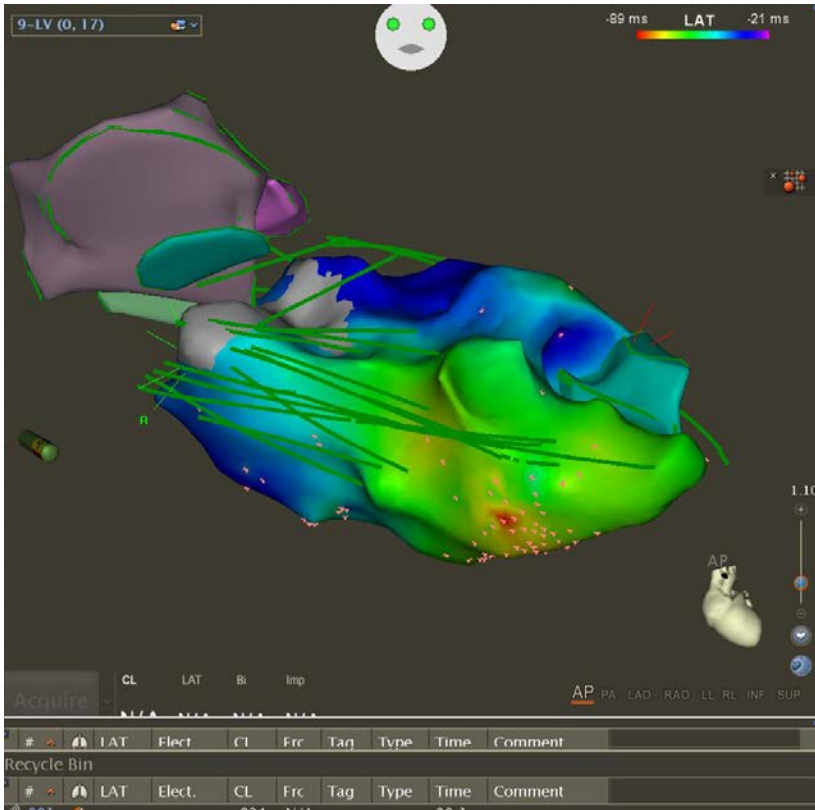 9-LV (0, 17)
-89 ms LAT -21 ms
R
1.10
AP
CL LAT Bi Imp
Acquire
AP PA LAO RAO LL RL INF SUP
# LAT Elect. CL Frc Tag Type Time Comment
Recycle Bin
# LAT Elect. CL Frc Tag Type Time Comment